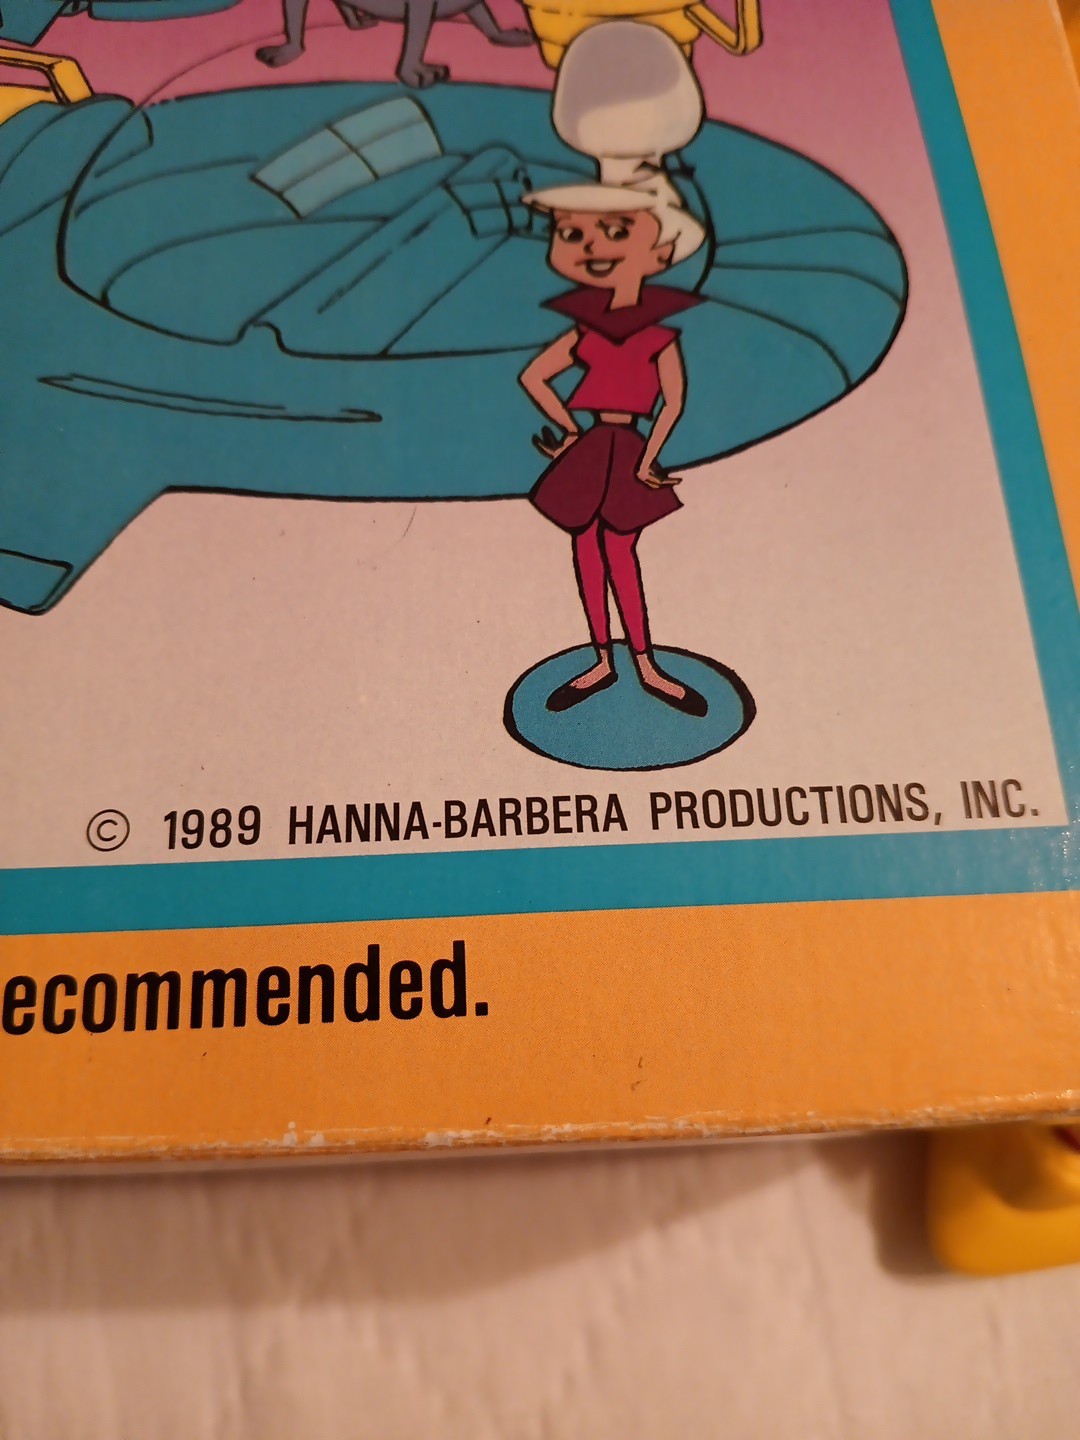 © 1989 HANNA-BARBERA PRODUCTIONS, INC.
ecommended.